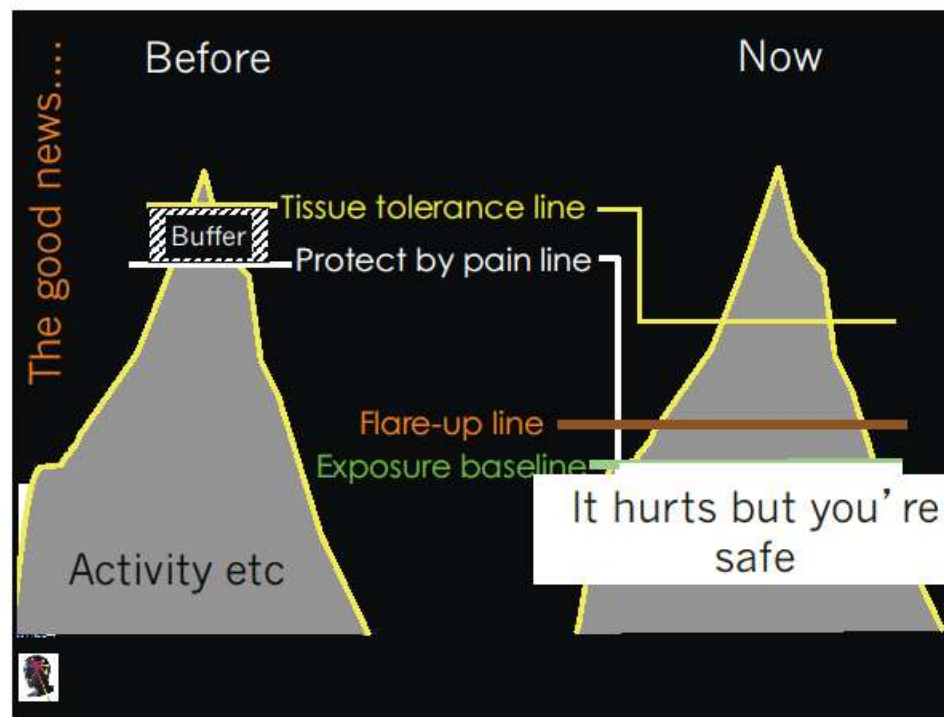 The good news....
Before
Now
Tissue tolerance line
Buffer
Protect by pain line
Flare-up line
Exposure baseline
It hurts but you're
safe
Activity etc